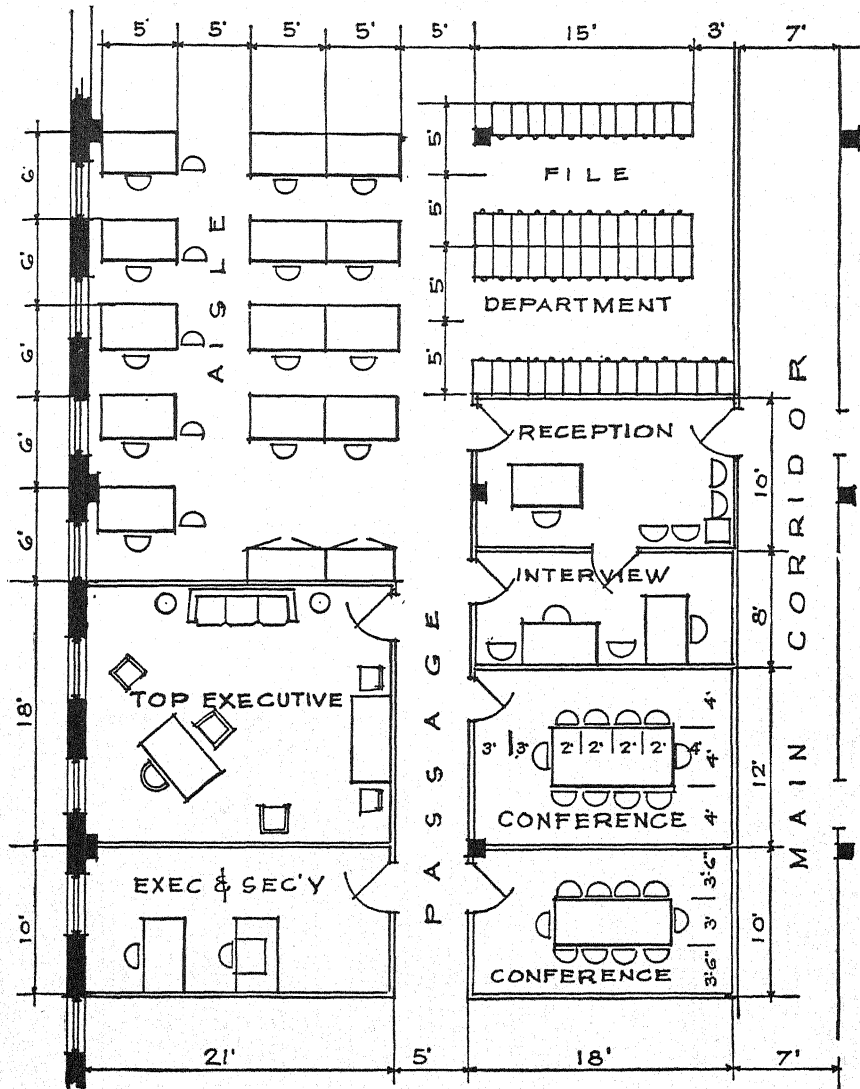 5' 5' 5' 5' 5' 15' 3' 7'
6'
6'
6'
6'
6'
18'
10'
AISLE
5'
5'
5'
5'
FILE
DEPARTMENT
RECEPTION
10'
INTERVIEW
8'
TOP EXECUTIVE
PASSAGE
3' 3' 2' 2' 2' 2' 4'
4'
4'
4'
CONFERENCE
12'
EXEC & SEC'Y
3'6"
3'
3'6"
CONFERENCE
10'
MAIN CORRIDOR
21' 5' 18' 7'